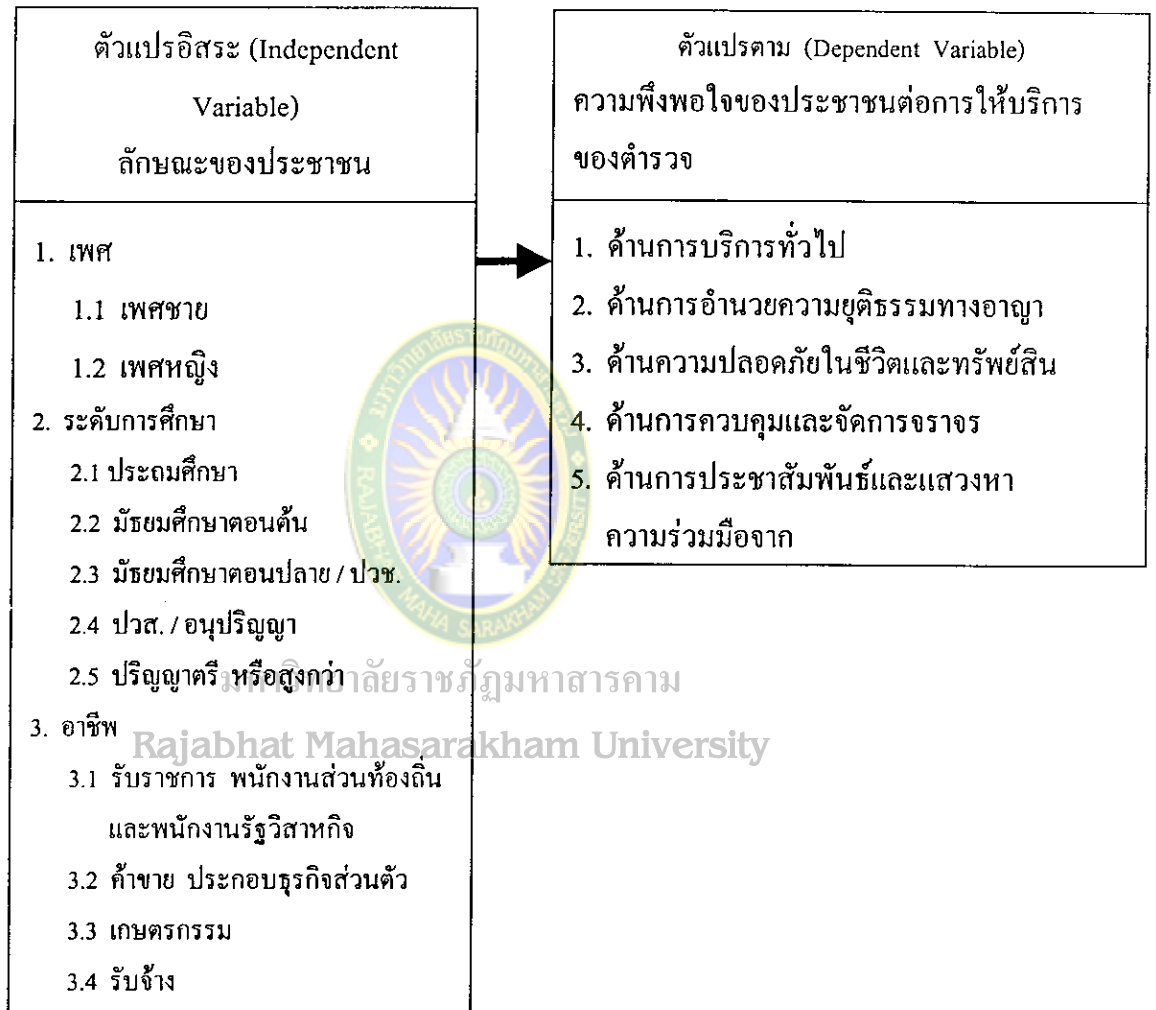 ตัวแปรอิสระ (Independent
Variable)
ลักษณะของประชาชน
1. เพศ
1.1 เพศชาย
1.2 เพศหญิง
2. ระดับการศึกษา
2.1 ประถมศึกษา
2.2 มัธยมศึกษาตอนต้น
2.3 มัธยมศึกษาตอนปลาย / ปวช.
2.4 ปวส. / อนุปริญญา
2.5 ปริญญาตรี หรือสูงกว่า
3. อาชีพ
3.1 รับราชการ พนักงานส่วนท้องถิ่น
และพนักงานรัฐวิสาหกิจ
3.2 ค้าขาย ประกอบธุรกิจส่วนตัว
3.3 เกษตรกรรม
3.4 รับจ้าง
ตัวแปรตาม (Dependent Variable)
ความพึงพอใจของประชาชนต่อการให้บริการ
ของตำรวจ
1. ด้านการบริการทั่วไป
2. ด้านการอำนวยความยุติธรรมทางอาญา
3. ด้านความปลอดภัยในชีวิตและทรัพย์สิน
4. ด้านการควบคุมและจัดการจราจร
5. ด้านการประชาสัมพันธ์และแสวงหา
ความร่วมมือจาก
มหาวิทยาลัยราชภัฏมหาสารคาม
Rajabhat Mahasarakham University